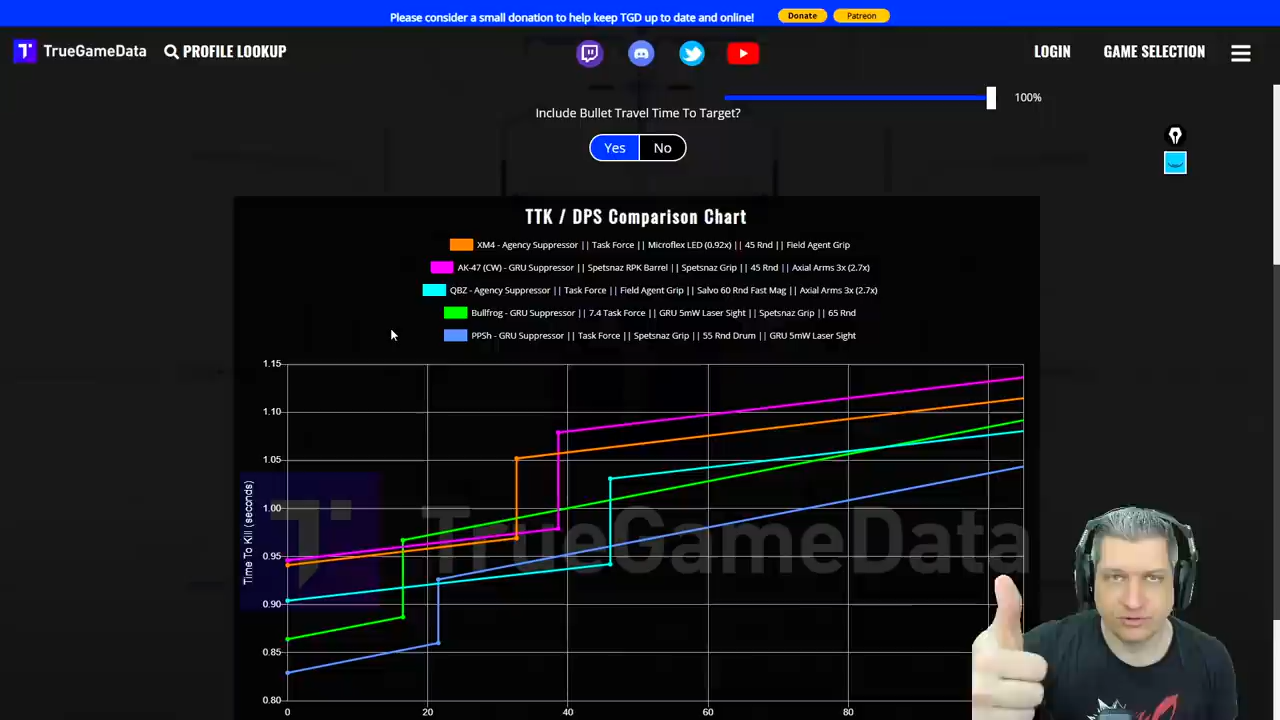 Please consider a small donation to help keep TGD up to date and online!
Donate
Patreon
TrueGameData
PROFILE LOOKUP
LOGIN
GAME SELECTION
100%
Include Bullet Travel Time To Target?
Yes
No
TTK / DPS Comparison Chart
XM4 - Agency Suppressor || Task Force || Microflex LED (0.92x) || 45 Rnd || Field Agent Grip
AK-47 (CW) - GRU Suppressor || Spetsnaz RPK Barrel || Spetsnaz Grip || 45 Rnd || Axial Arms 3x (2.7x)
QBZ - Agency Suppressor || Task Force || Field Agent Grip || Salvo 60 Rnd Fast Mag || Axial Arms 3x (2.7x)
Bullfrog - GRU Suppressor || 7.4 Task Force || GRU 5mW Laser Sight || Spetsnaz Grip || 65 Rnd
PPSh - GRU Suppressor || Task Force || Spetsnaz Grip || 55 Rnd Drum || GRU 5mW Laser Sight
1.15
1.10
1.05
1.00
0.95
0.90
0.85
0.80
Time To Kill (seconds)
TrueGameData
0
20
40
60
80